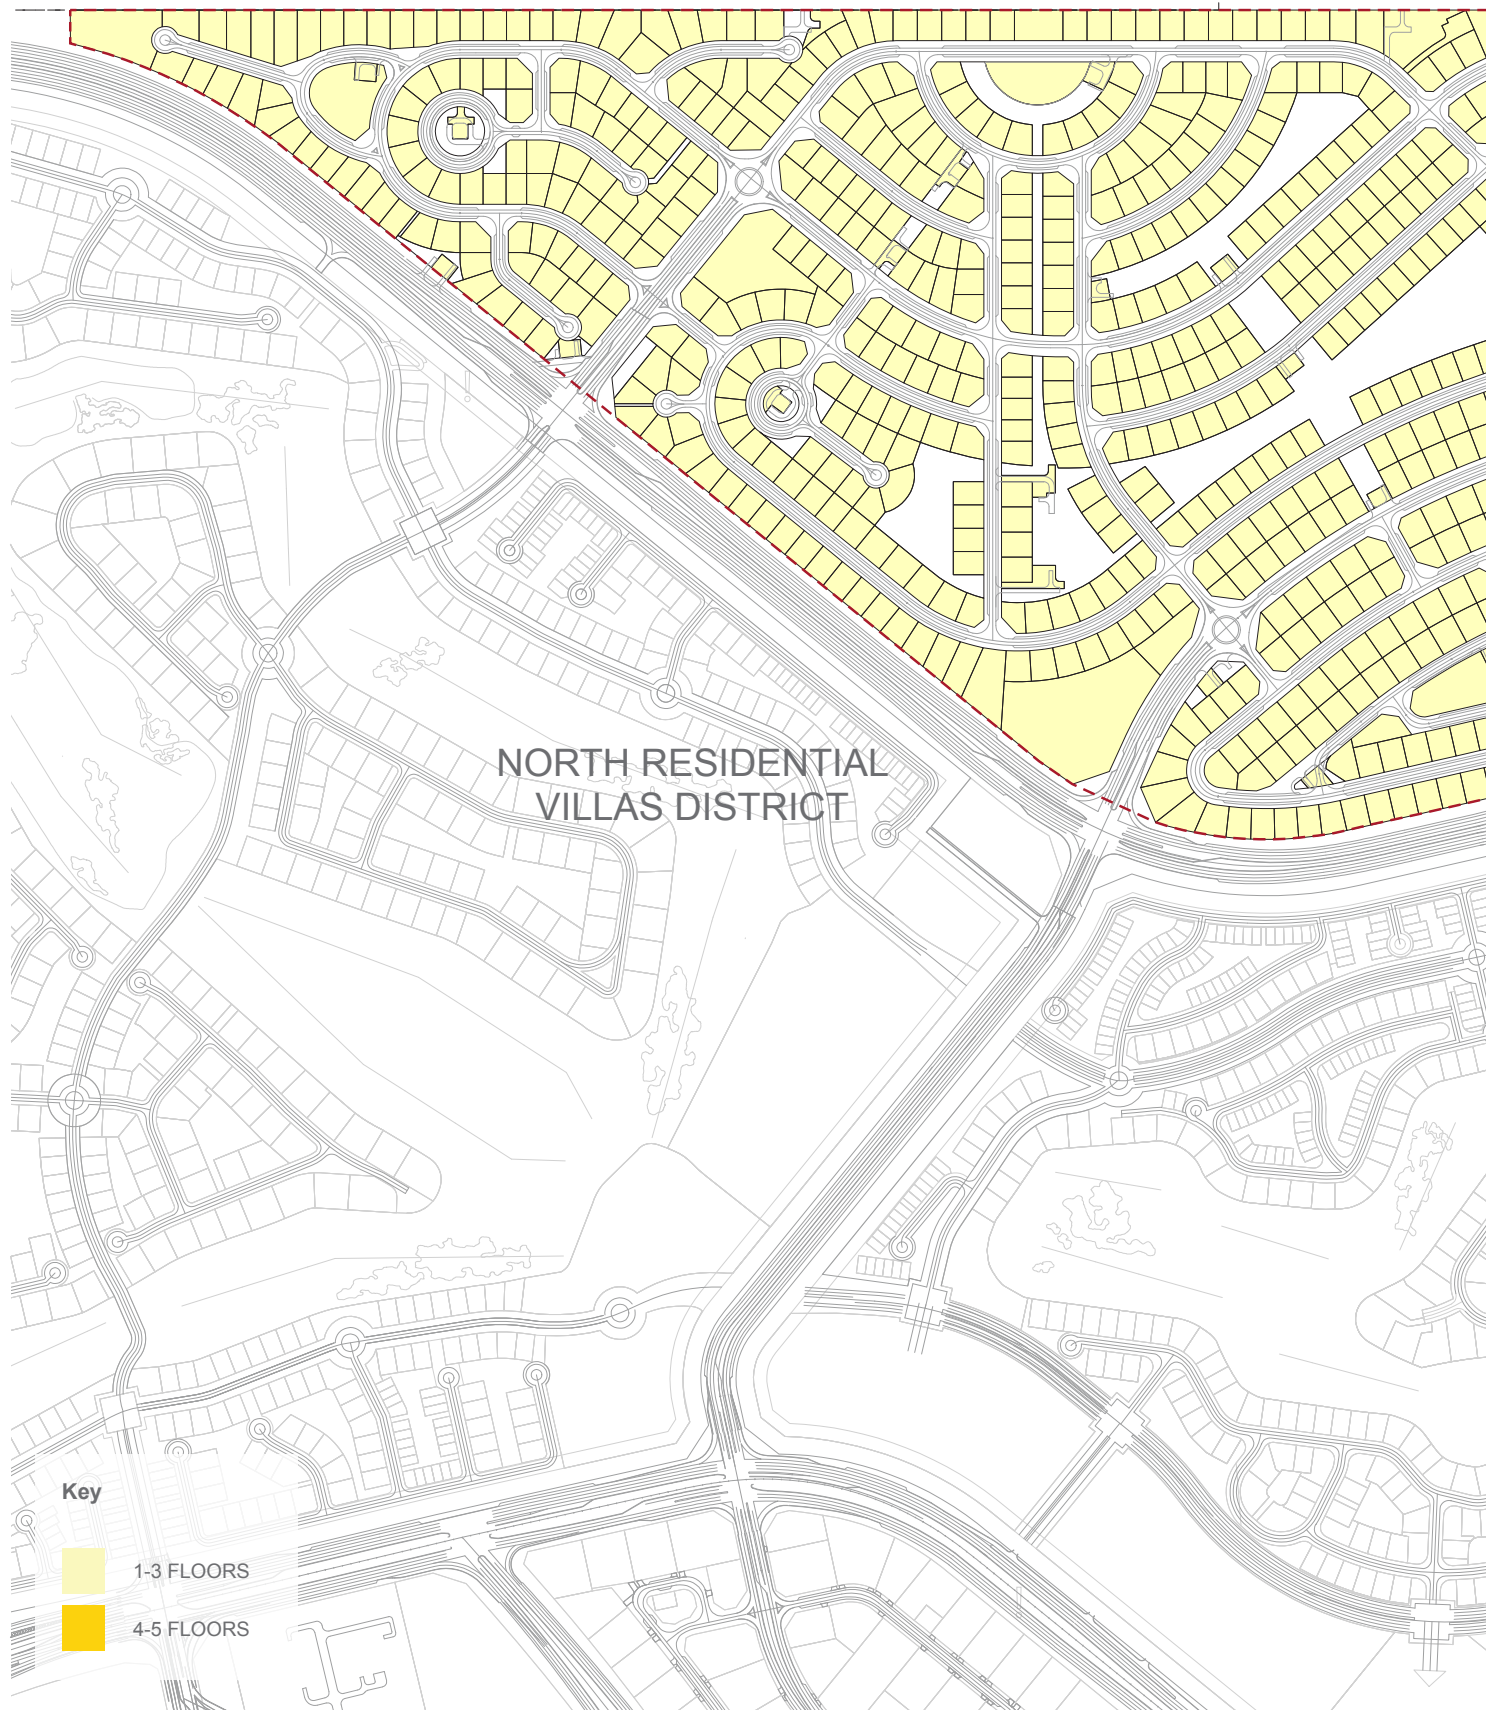 NORTH RESIDENTIAL
VILLAS DISTRICT
Key
1-3 FLOORS
4-5 FLOORS